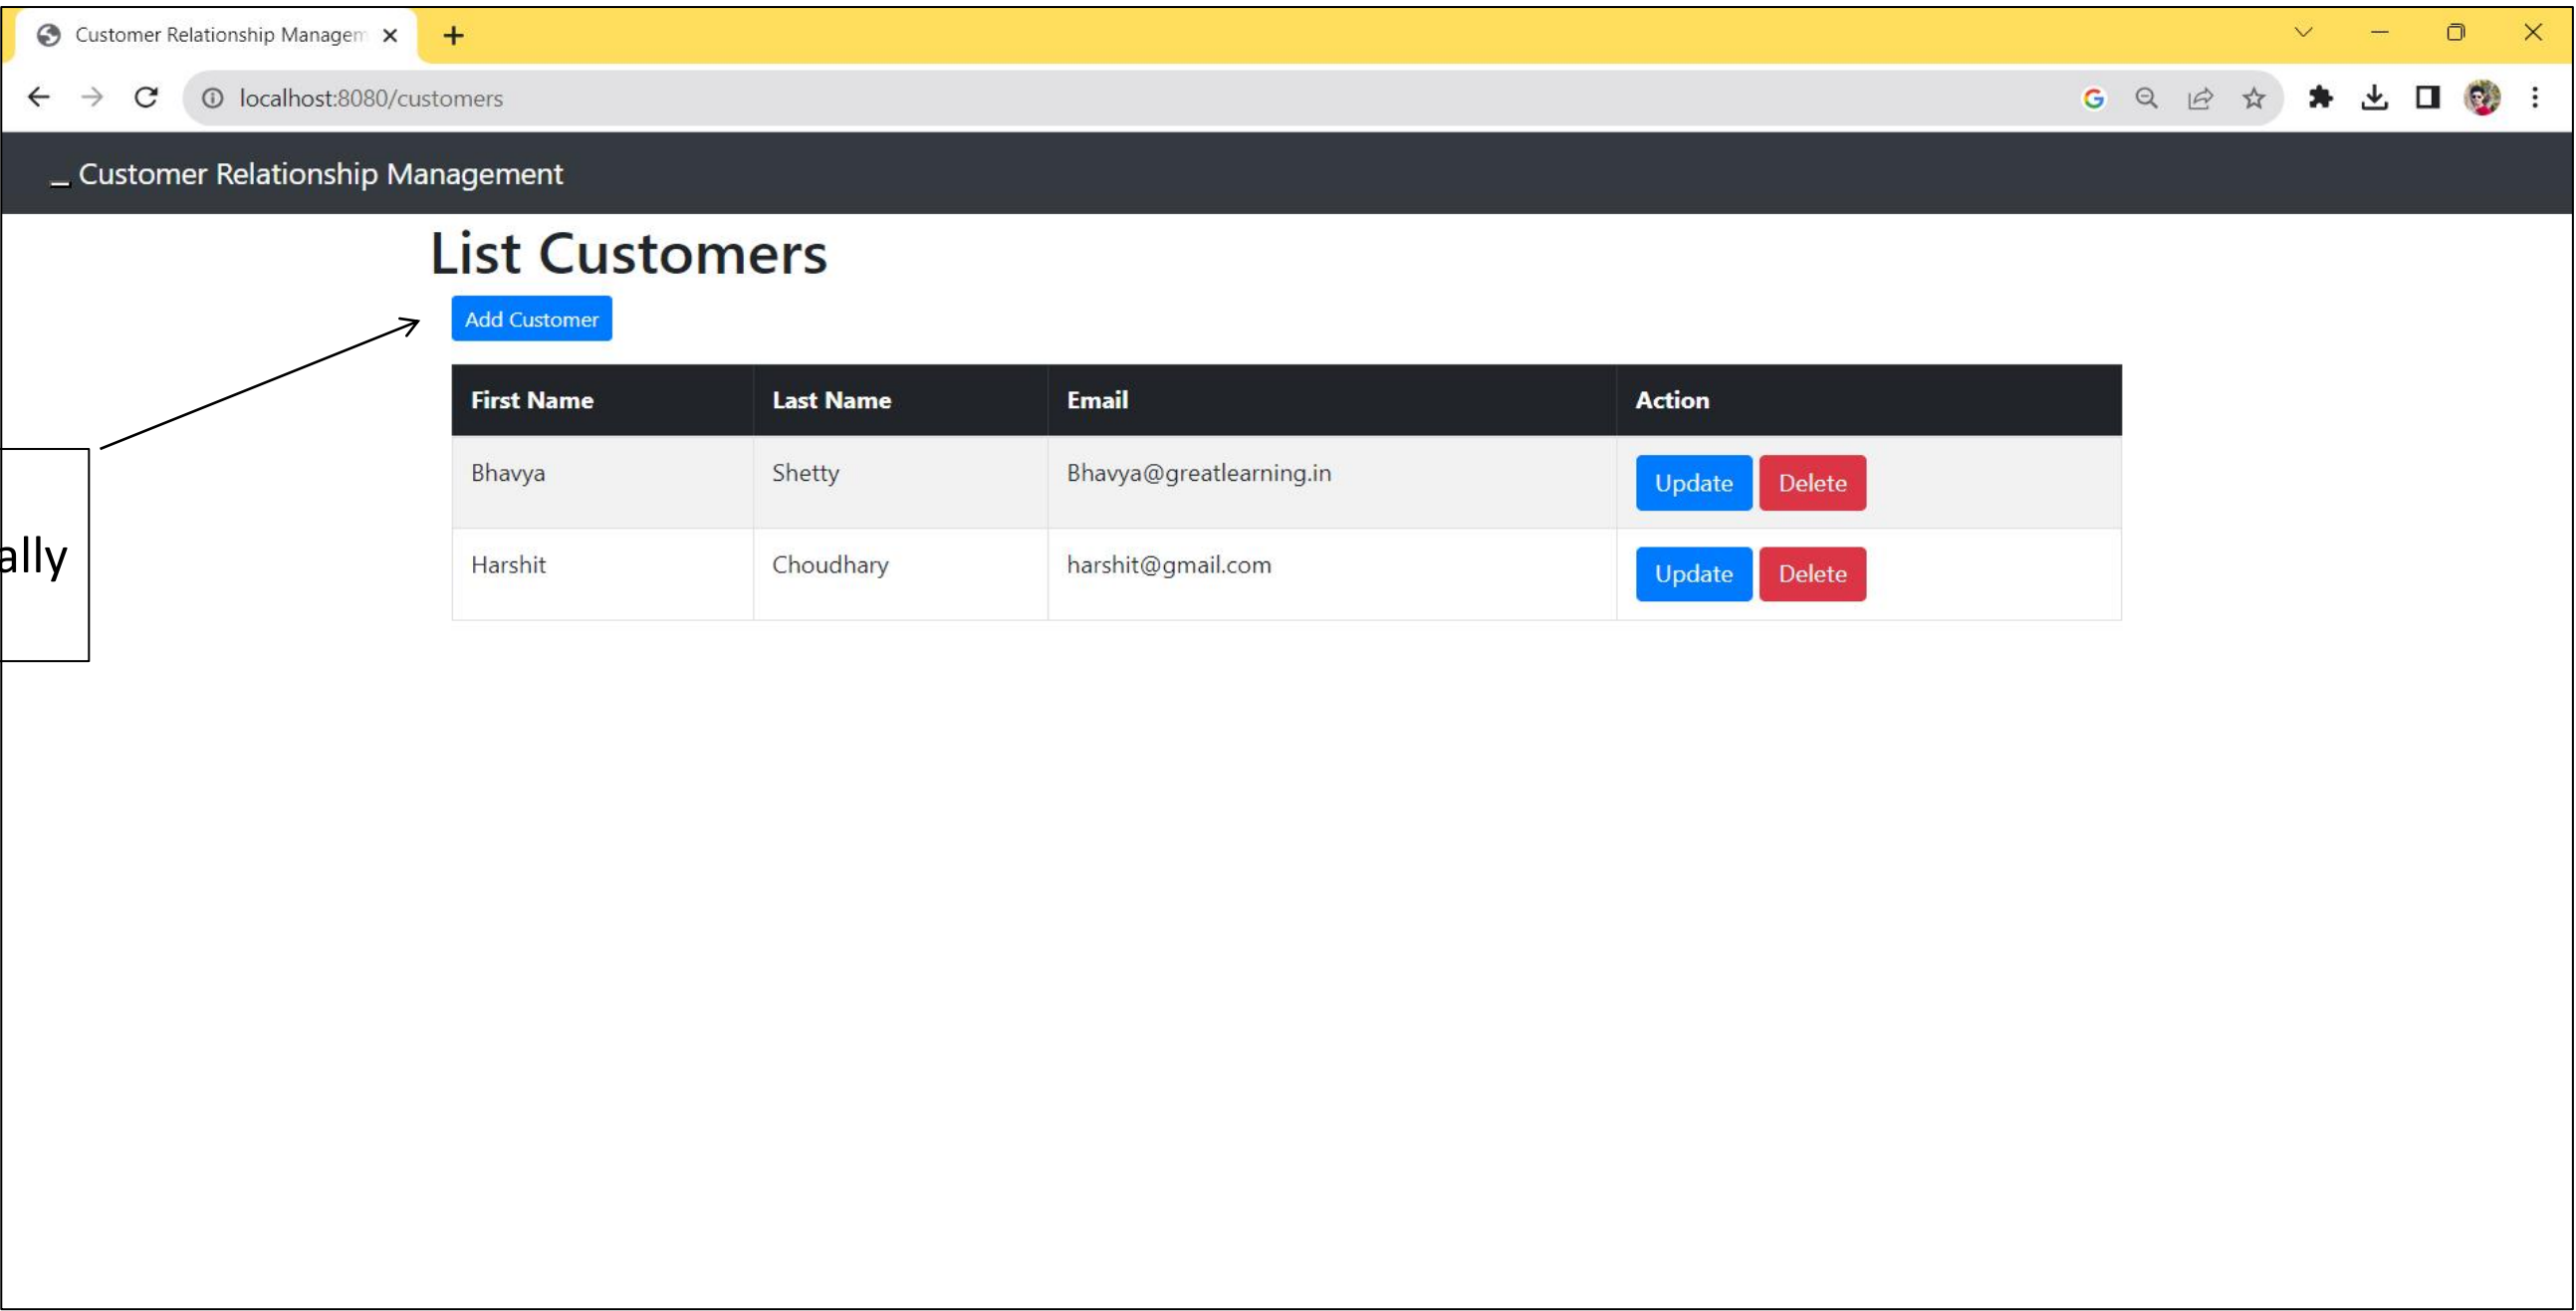 Customer Relationship Managem
localhost:8080/customers
Customer Relationship Management
List Customers
Add Customer
First Name Last Name Email Action
Bhavya Shetty Bhavya@greatlearning.in Update Delete
ally
Harshit Choudhary harshit@gmail.com Update Delete